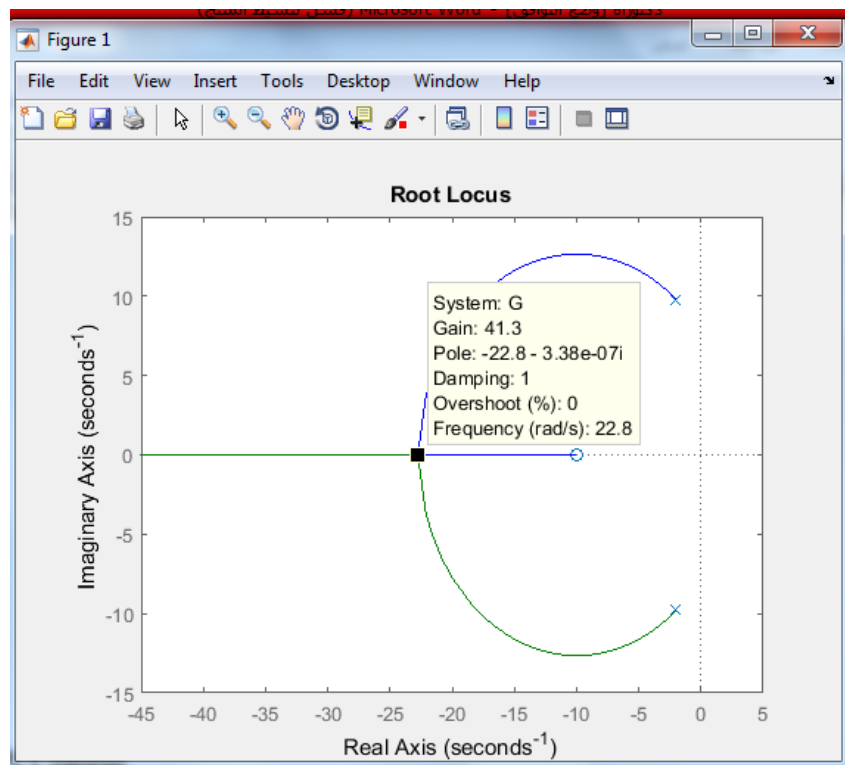 Figure 1
File Edit View Insert Tools Desktop Window Help
Root Locus
System: G
Gain: 41.3
Pole: -22.8 - 3.38e-07i
Damping: 1
Overshoot (%): 0
Frequency (rad/s): 22.8
Imaginary Axis (seconds⁻¹)
15
10
5
0
-5
-10
-15
-45 -40 -35 -30 -25 -20 -15 -10 -5 0 5
Real Axis (seconds⁻¹)